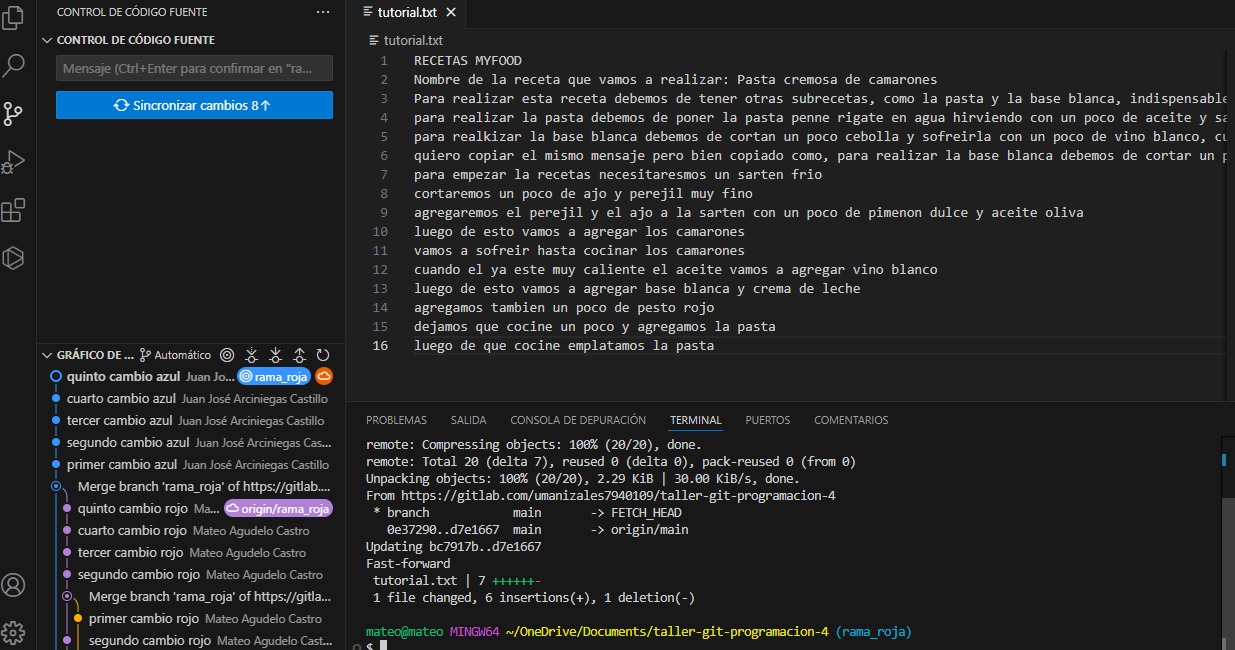 CONTROL DE CÓDIGO FUENTE
CONTROL DE CÓDIGO FUENTE
Mensaje (Ctrl+Enter para confirmar en "ra...
Sincronizar cambios 8↑
GRÁFICO DE ... Automático
quinto cambio azul Juan Jo... rama_roja
cuarto cambio azul Juan José Arciniegas Castillo
tercer cambio azul Juan José Arciniegas Castillo
segundo cambio azul Juan José Arciniegas Cas...
primer cambio azul Juan José Arciniegas Castillo
Merge branch 'rama_roja' of https://gitlab....
quinto cambio rojo Ma... origin/rama_roja
cuarto cambio rojo Mateo Agudelo Castro
tercer cambio rojo Mateo Agudelo Castro
segundo cambio rojo Mateo Agudelo Castro
Merge branch 'rama_roja' of https://gitla...
primer cambio rojo Mateo Agudelo Castro
segundo cambio rojo Mateo Agudelo Cast...
tutorial.txt
tutorial.txt
1 RECETAS MYFOOD
2 Nombre de la receta que vamos a realizar: Pasta cremosa de camarones
3 Para realizar esta receta debemos de tener otras subrecetas, como la pasta y la base blanca, indispensable
4 para realizar la pasta debemos de poner la pasta penne rigate en agua hirviendo con un poco de aceite y sa
5 para realkizar la base blanca debemos de cortan un poco cebolla y sofreirla con un poco de vino blanco, cu
6 quiero copiar el mismo mensaje pero bien copiado como, para realizar la base blanca debemos de cortar un p
7 para empezar la recetas necesitaresmos un sarten frio
8 cortaremos un poco de ajo y perejil muy fino
9 agregaremos el perejil y el ajo a la sarten con un poco de pimenon dulce y aceite oliva
10 luego de esto vamos a agregar los camarones
11 vamos a sofreir hasta cocinar los camarones
12 cuando el ya este muy caliente el aceite vamos a agregar vino blanco
13 luego de esto vamos a agregar base blanca y crema de leche
14 agregamos tambien un poco de pesto rojo
15 dejamos que cocine un poco y agregamos la pasta
16 luego de que cocine emplatamos la pasta
PROBLEMAS SALIDA CONSOLA DE DEPURACIÓN TERMINAL PUERTOS COMENTARIOS
remote: Compressing objects: 100% (20/20), done.
remote: Total 20 (delta 7), reused 0 (delta 0), pack-reused 0 (from 0)
Unpacking objects: 100% (20/20), 2.29 KiB | 30.00 KiB/s, done.
From https://gitlab.com/umanizales7940109/taller-git-programacion-4
* branch main -> FETCH_HEAD
0e37290..d7e1667 main -> origin/main
Updating bc7917b..d7e1667
Fast-forward
tutorial.txt | 7 ++++++-
1 file changed, 6 insertions(+), 1 deletion(-)
mateo@mateo MINGW64 ~/OneDrive/Documents/taller-git-programacion-4 (rama_roja)
$